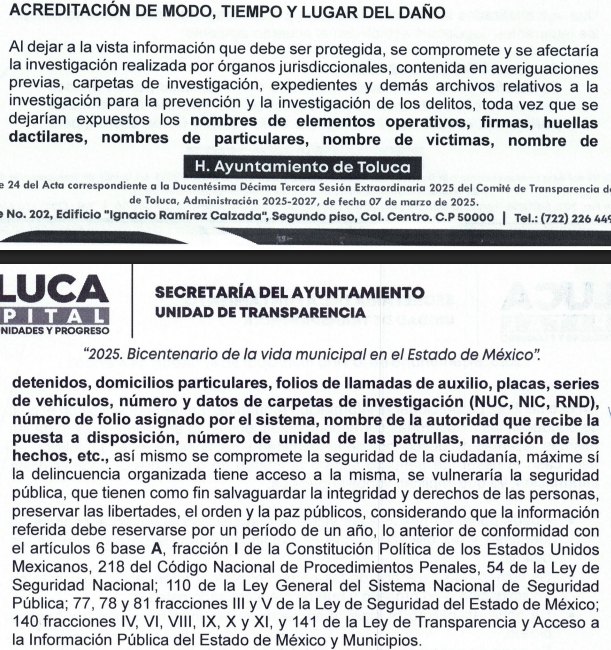 ACREDITACIÓN DE MODO, TIEMPO Y LUGAR DEL DAÑO
Al dejar a la vista información que debe ser protegida, se compromete y se afectaría
la investigación realizada por órganos jurisdiccionales, contenida en averiguaciones
previas, carpetas de investigación, expedientes y demás archivos relativos a la
investigación para la prevención y la investigación de los delitos, toda vez que se
dejarían expuestos los nombres de elementos operativos, firmas, huellas
dactilares, nombres de particulares, nombre de victimas, nombre de
H. Ayuntamiento de Toluca
e 24 del Acta correspondiente a la Ducentésima Décima Tercera Sesión Extraordinaria 2025 del Comité de Transparencia d
de Toluca, Administración 2025-2027, de fecha 07 de marzo de 2025.
e No. 202, Edificio "Ignacio Ramírez Calzada", Segundo piso, Col. Centro. C.P 50000 | Tel.: (722) 226 449
LUCA
PITAL
NIDADES Y PROGRESO
SECRETARÍA DEL AYUNTAMIENTO
UNIDAD DE TRANSPARENCIA
"2025. Bicentenario de la vida municipal en el Estado de México".
detenidos, domicilios particulares, folios de llamadas de auxilio, placas, series
de vehículos, número y datos de carpetas de investigación (NUC, NIC, RND),
número de folio asignado por el sistema, nombre de la autoridad que recibe la
puesta a disposición, número de unidad de las patrullas, narración de los
hechos, etc., así mismo se compromete la seguridad de la ciudadanía, máxime sí
la delincuencia organizada tiene acceso a la misma, se vulneraría la seguridad
pública, que tienen como fin salvaguardar la integridad y derechos de las personas,
preservar las libertades, el orden y la paz públicos, considerando que la información
referida debe reservarse por un período de un año, lo anterior de conformidad con
el artículos 6 base A, fracción I de la Constitución Política de los Estados Unidos
Mexicanos, 218 del Código Nacional de Procedimientos Penales, 54 de la Ley de
Seguridad Nacional; 110 de la Ley General del Sistema Nacional de Seguridad
Pública; 77, 78 y 81 fracciones III y V de la Ley de Seguridad del Estado de México;
140 fracciones IV, VI, VIII, IX, X y XI, y 141 de la Ley de Transparencia y Acceso a
la Información Pública del Estado de México y Municipios.